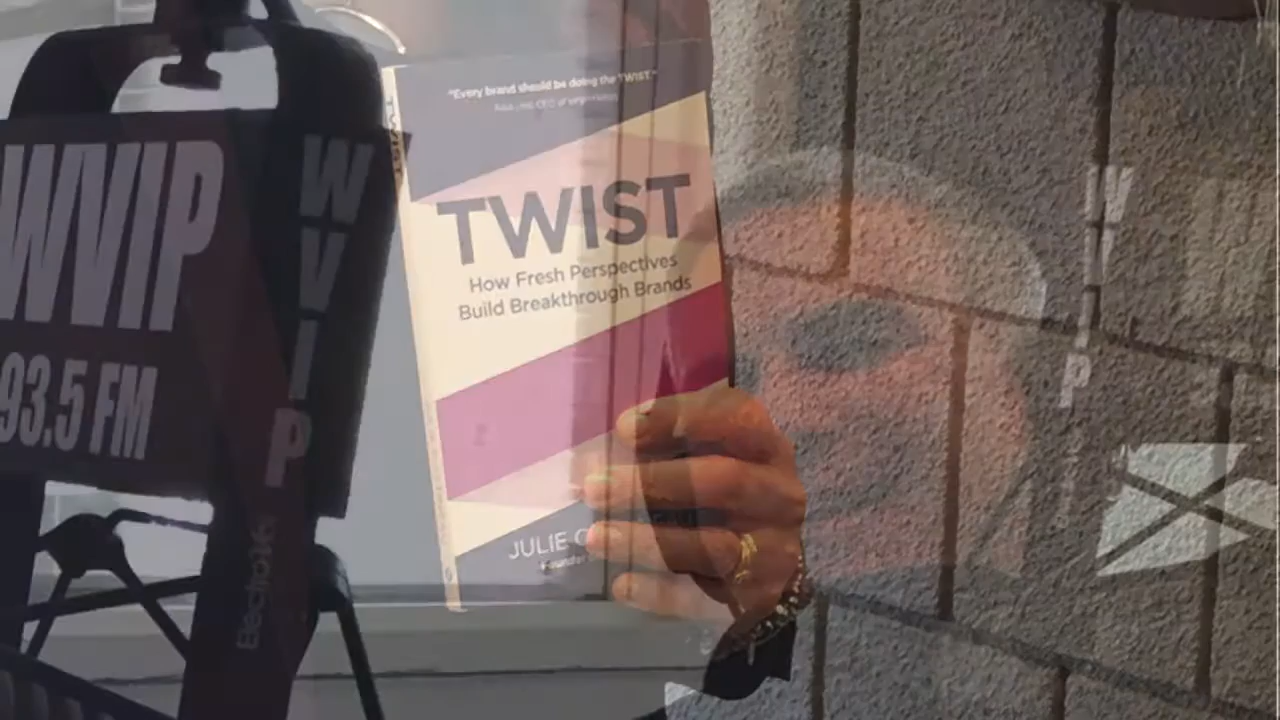 WVIP
93.5 FM
WVIP
"Every brand should be doing the TWIST."
TWIST
How Fresh Perspectives
Build Breakthrough Brands
JULIE
WVIP